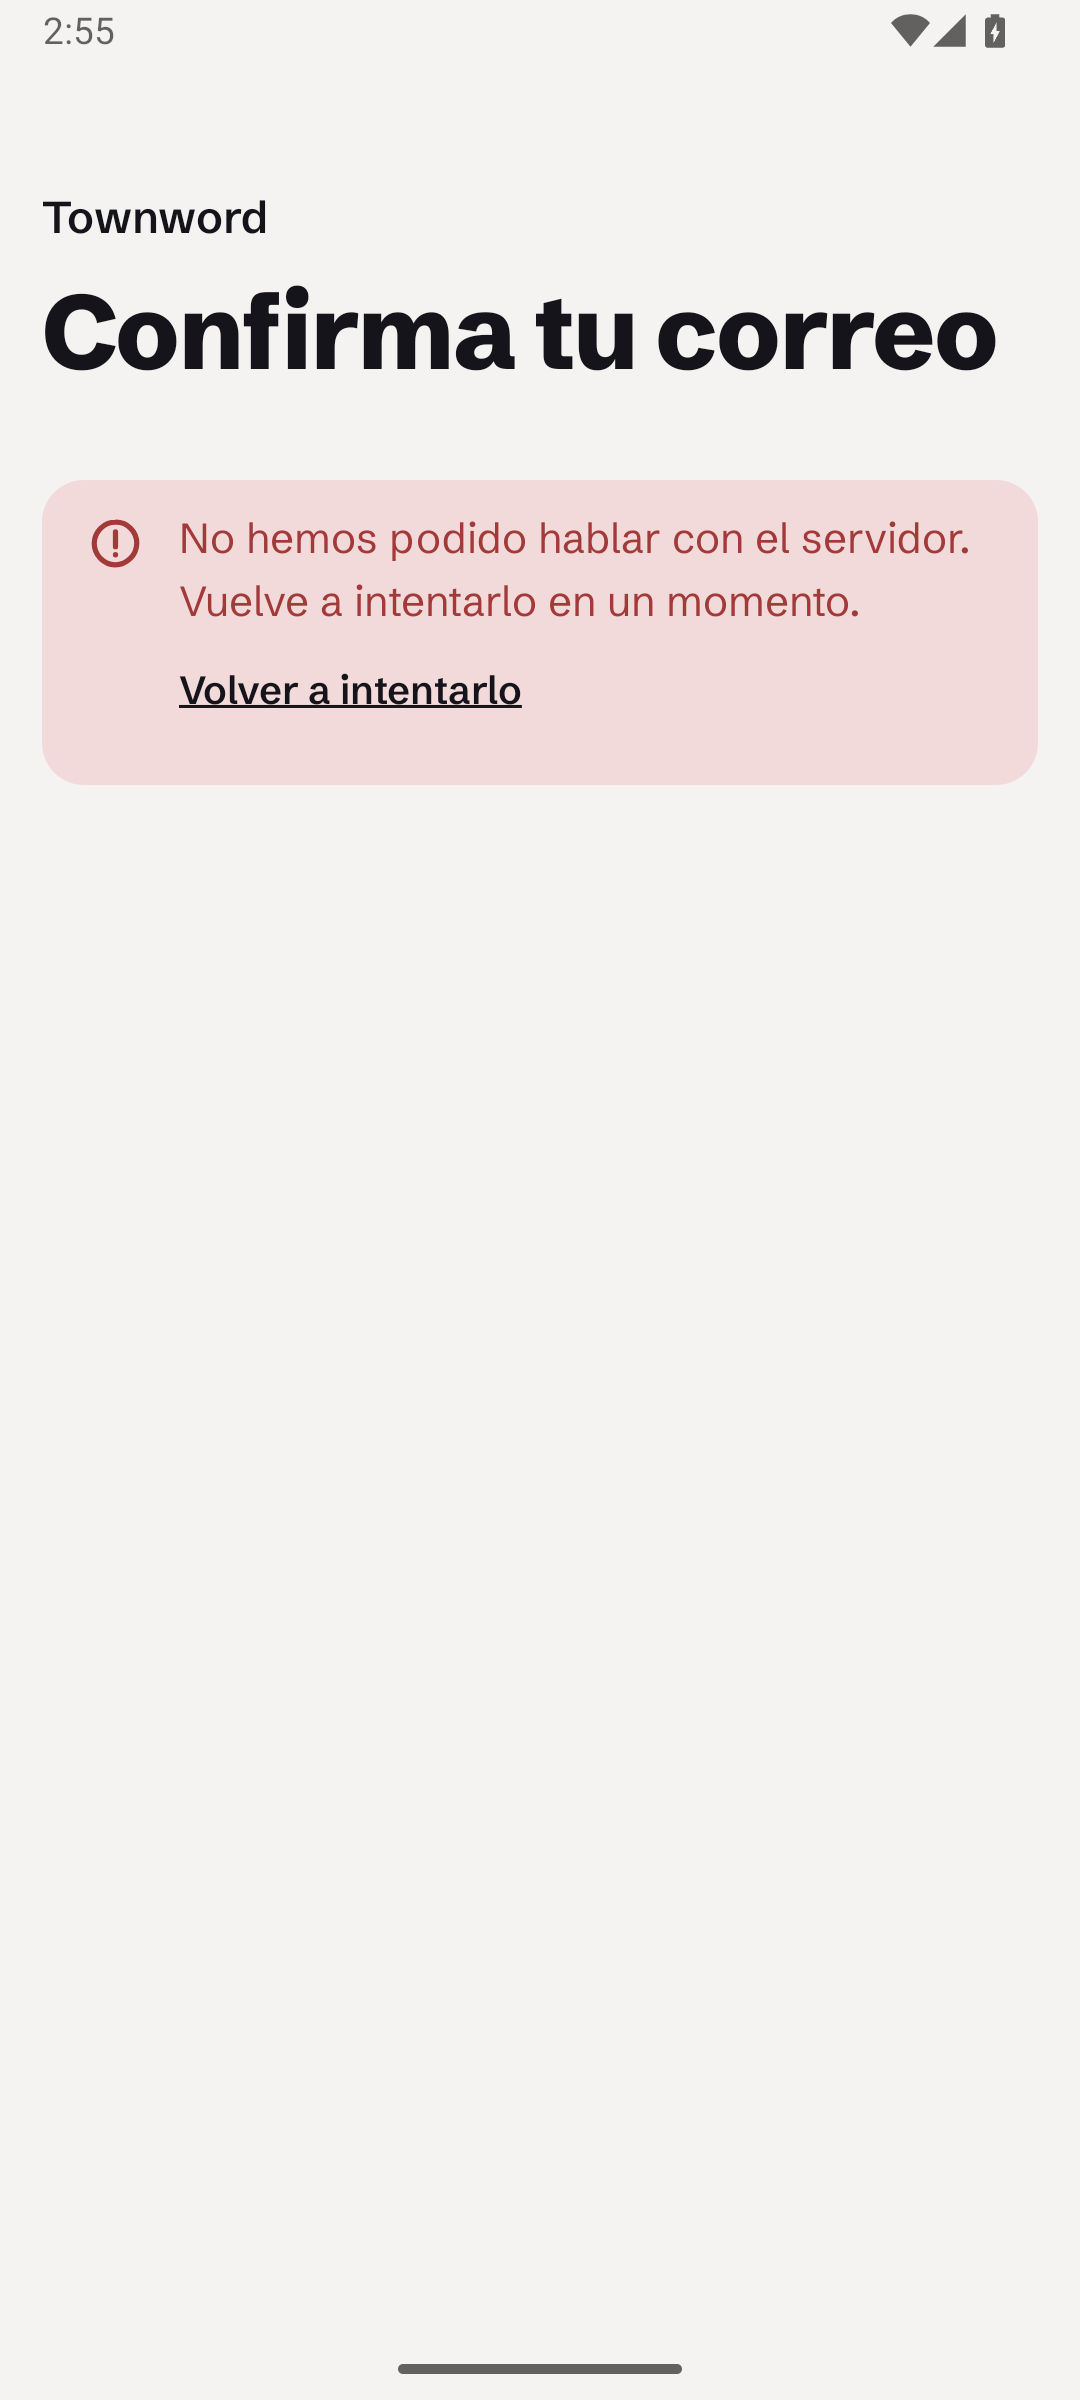 2:55
Townword
Confirma tu correo
No hemos podido hablar con el servidor.
Vuelve a intentarlo en un momento.
Volver a intentarlo